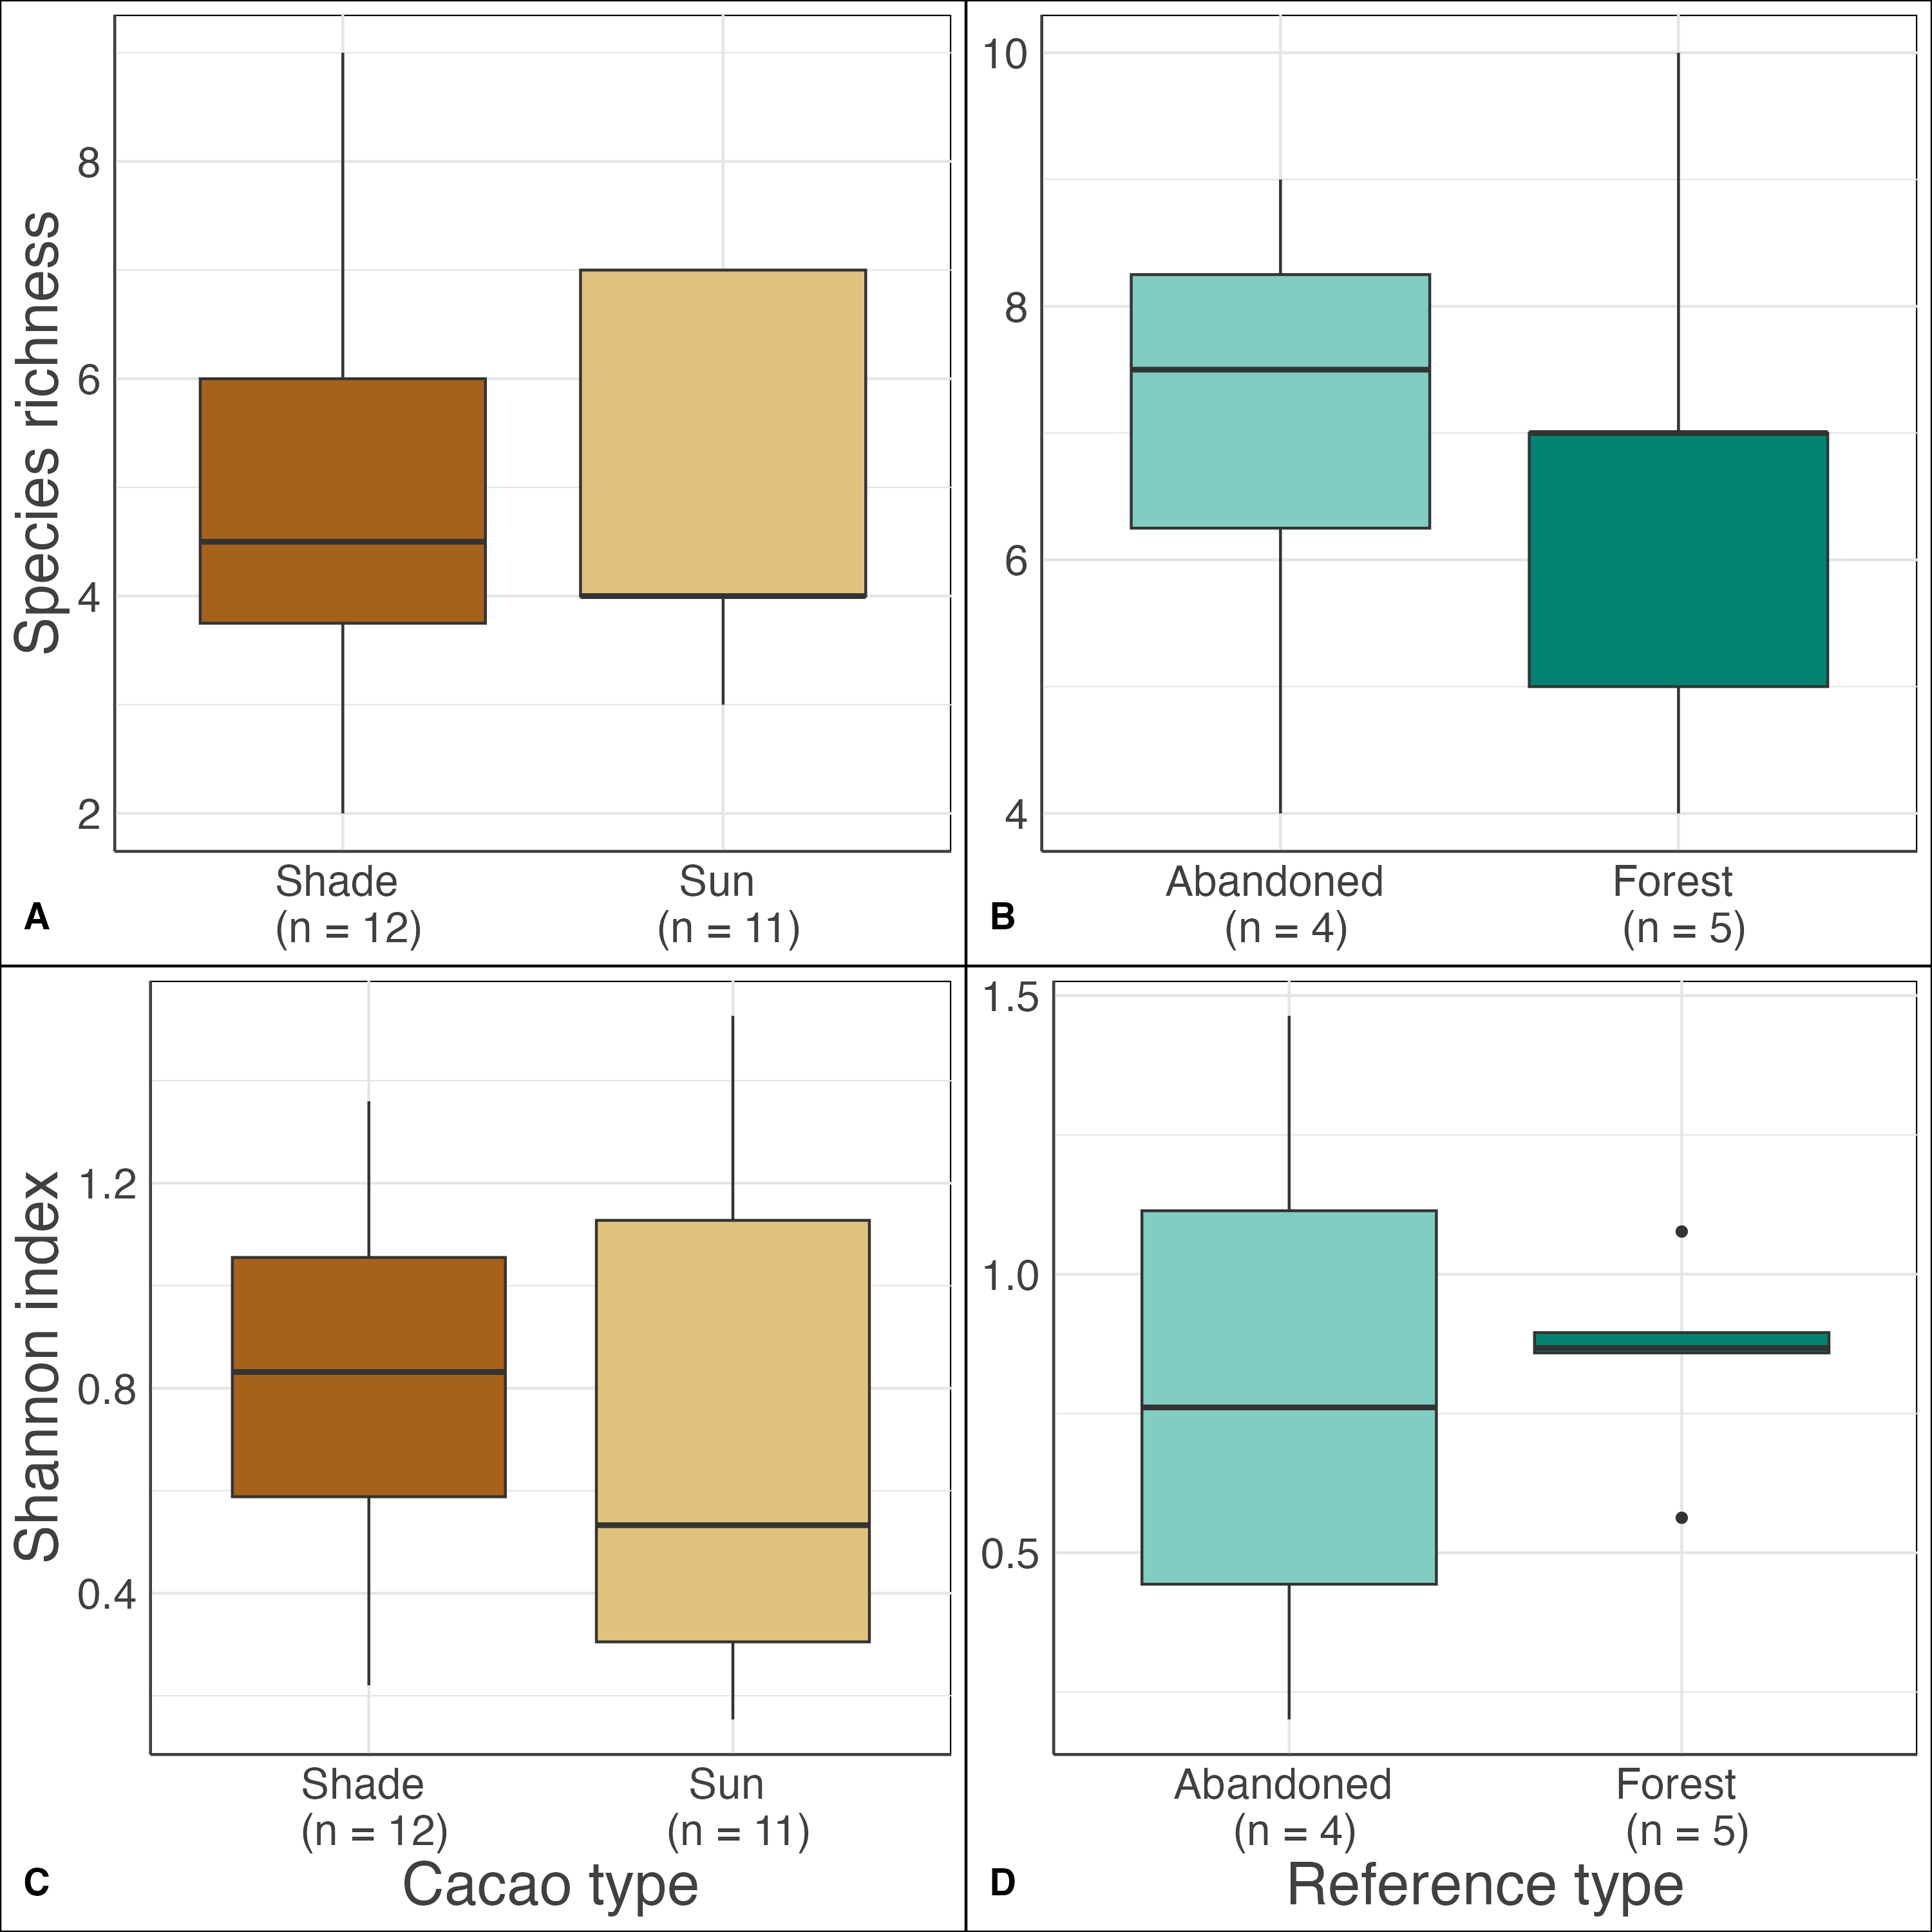 Species richness
8
6
4
2
Shade
(n = 12)
Sun
(n = 11)
A
10
8
6
4
Abandoned
(n = 4)
Forest
(n = 5)
B
Shannon index
1.2
0.8
0.4
Shade
(n = 12)
Sun
(n = 11)
Cacao type
C
1.5
1.0
0.5
Abandoned
(n = 4)
Forest
(n = 5)
Reference type
D